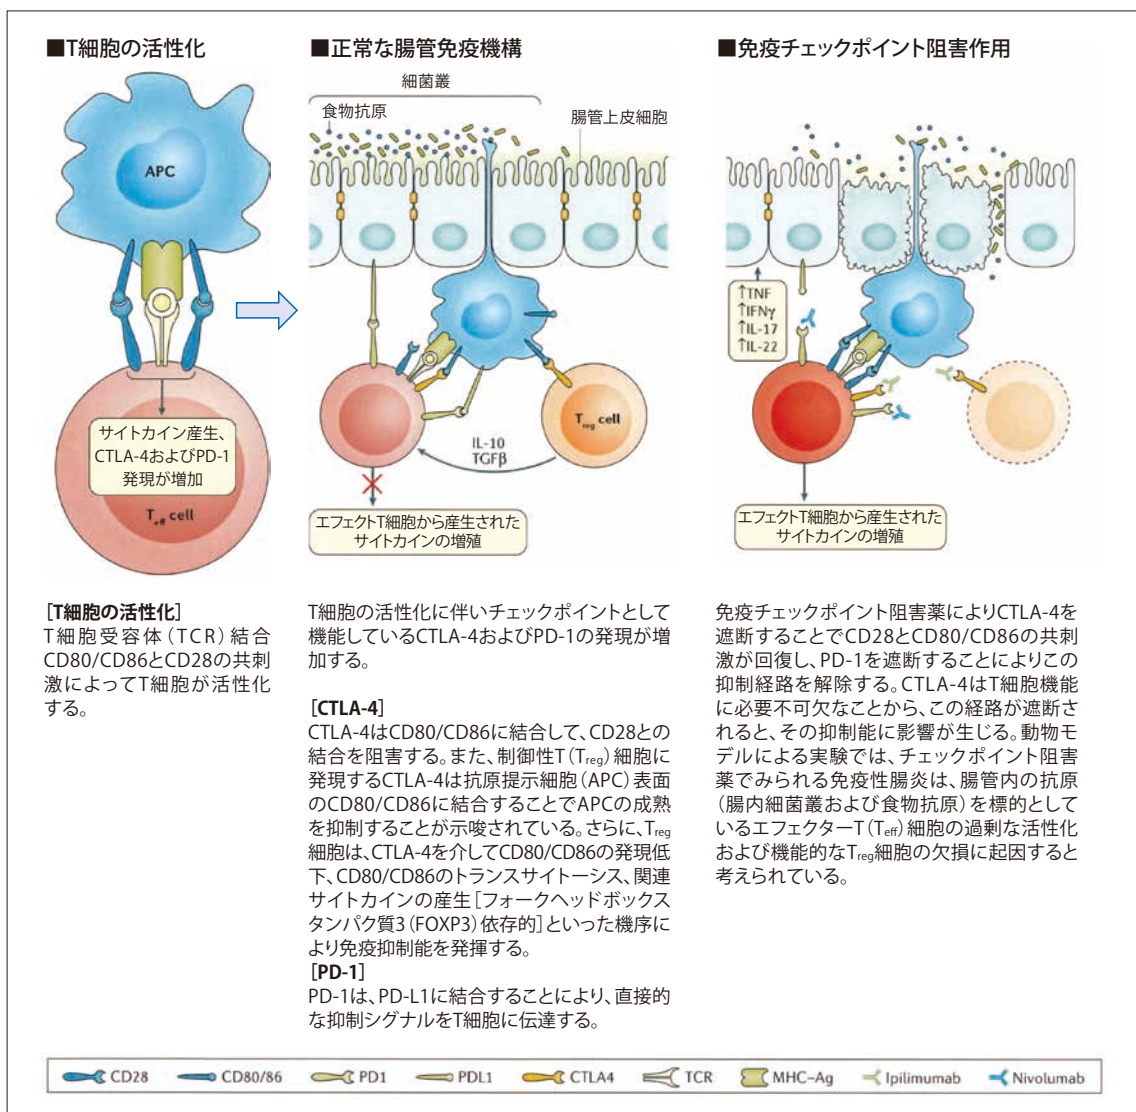 ■T細胞の活性化
APC
サイトカイン産生、
CTLA-4およびPD-1
発現が増加
Teff cell
[T細胞の活性化]
T細胞受容体(TCR)結合
CD80/CD86とCD28の共刺
激によってT細胞が活性化
する。
■正常な腸管免疫機構
細菌叢
食物抗原
腸管上皮細胞
Treg cell
IL-10
TGFβ
エフェクトT細胞から産生された
サイトカインの増殖
T細胞の活性化に伴いチェックポイントとして
機能しているCTLA-4およびPD-1の発現が増
加する。
[CTLA-4]
CTLA-4はCD80/CD86に結合して、CD28との
結合を阻害する。また、制御性T(Treg)細胞に
発現するCTLA-4は抗原提示細胞(APC)表面
のCD80/CD86に結合することでAPCの成熟
を抑制することが示唆されている。さらに、Treg
細胞は、CTLA-4を介してCD80/CD86の発現低
下、CD80/CD86のトランスサイトーシス、関連
サイトカインの産生[フォークヘッドボックス
タンパク質3(FOXP3)依存的]といった機序に
より免疫抑制能を発揮する。
[PD-1]
PD-1は、PD-L1に結合することにより、直接的
な抑制シグナルをT細胞に伝達する。
■免疫チェックポイント阻害作用
↑TNF
↑IFNγ
↑IL-17
↑IL-22
エフェクトT細胞から産生された
サイトカインの増殖
免疫チェックポイント阻害薬によりCTLA-4を
遮断することでCD28とCD80/CD86の共刺
激が回復し、PD-1を遮断することによりこの
抑制経路を解除する。CTLA-4はT細胞機能
に必要不可欠なことから、この経路が遮断さ
れると、その抑制能に影響が生じる。動物モ
デルによる実験では、チェックポイント阻害
薬でみられる免疫性腸炎は、腸管内の抗原
(腸内細菌叢および食物抗原)を標的として
いるエフェクターT(Teff)細胞の過剰な活性化
および機能的なTreg細胞の欠損に起因すると
考えられている。
CD28 CD80/86 PD1 PDL1 CTLA4 TCR MHC-Ag Ipilimumab Nivolumab